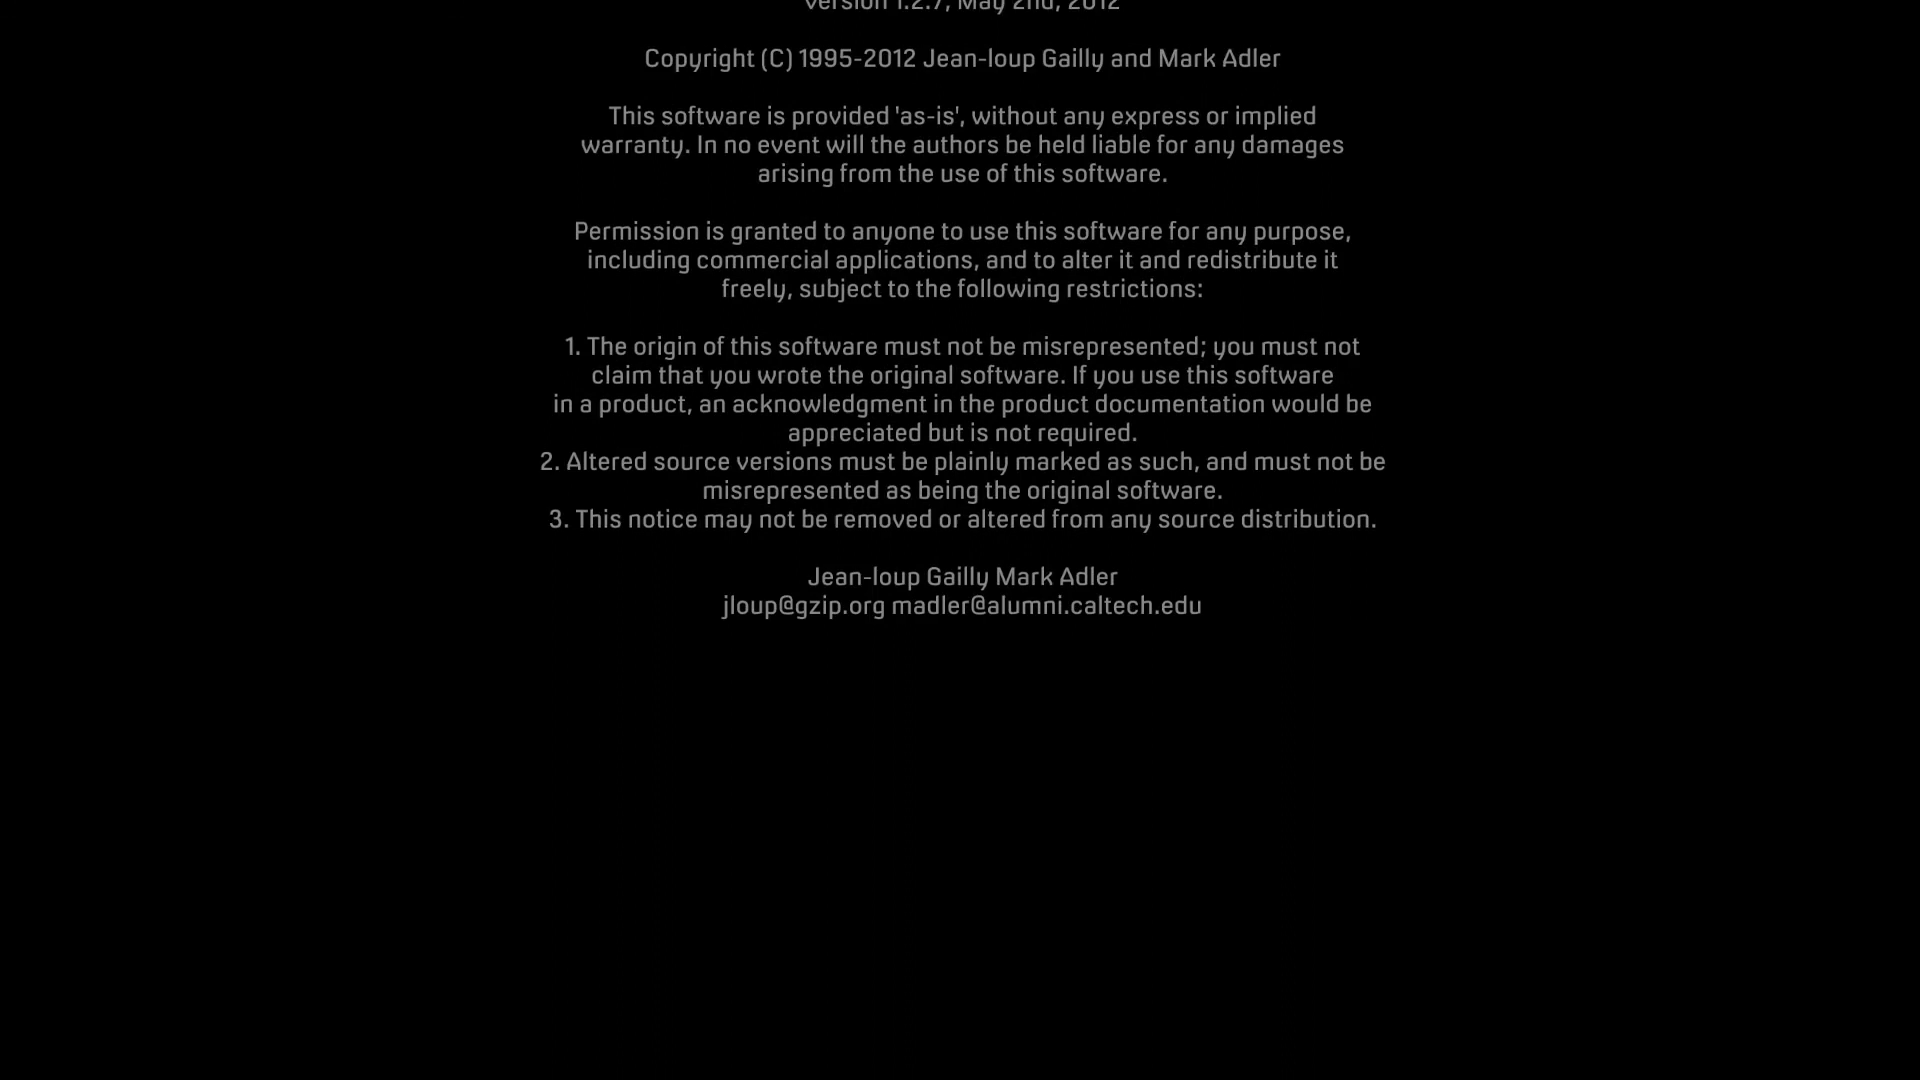 version 1.2.7, May 2nd, 2012
Copyright (C) 1995-2012 Jean-loup Gailly and Mark Adler
This software is provided 'as-is', without any express or implied
warranty. In no event will the authors be held liable for any damages
arising from the use of this software.
Permission is granted to anyone to use this software for any purpose,
including commercial applications, and to alter it and redistribute it
freely, subject to the following restrictions:
1. The origin of this software must not be misrepresented; you must not
claim that you wrote the original software. If you use this software
in a product, an acknowledgment in the product documentation would be
appreciated but is not required.
2. Altered source versions must be plainly marked as such, and must not be
misrepresented as being the original software.
3. This notice may not be removed or altered from any source distribution.
Jean-loup Gailly Mark Adler
jloup@gzip.org madler@alumni.caltech.edu